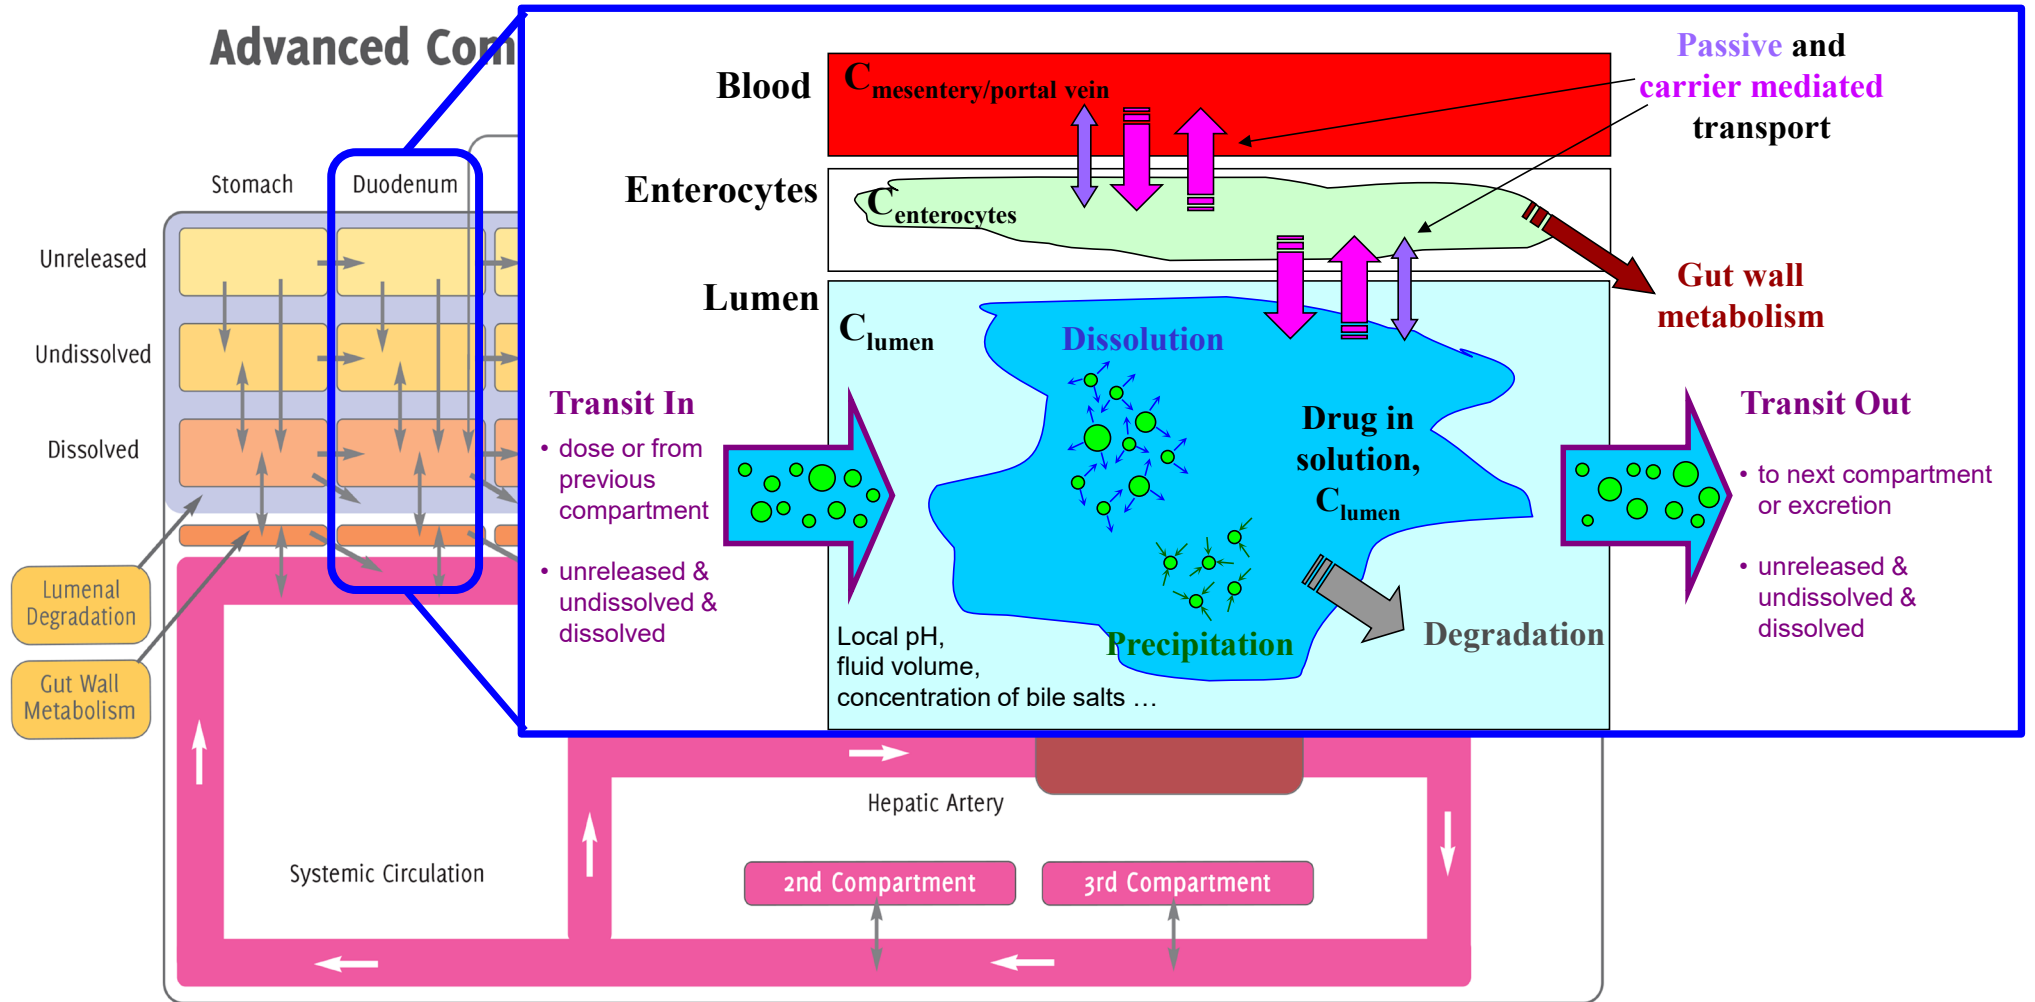 Advanced Com
Stomach
Duodenum
Unreleased
Undissolved
Dissolved
Lumenal
Degradation
Gut Wall
Metabolism
Blood
Cmesentery/portal vein
Enterocytes
Centerocytes
Lumen
Clumen
Passive and
carrier mediated
transport
Gut wall
metabolism
Transit In
• dose or from
previous
compartment
• unreleased &
undissolved &
dissolved
Dissolution
Drug in
solution,
Clumen
Precipitation
Degradation
Local pH,
fluid volume,
concentration of bile salts …
Transit Out
• to next compartment
or excretion
• unreleased &
undissolved &
dissolved
Hepatic Artery
Systemic Circulation
2nd Compartment
3rd Compartment